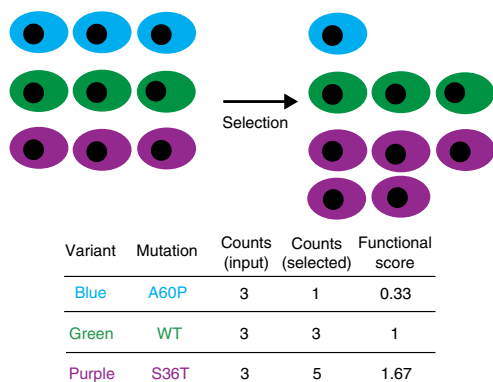 Selection
Variant Mutation Counts (input) Counts (selected) Functional score
Blue A60P 3 1 0.33
Green WT 3 3 1
Purple S36T 3 5 1.67